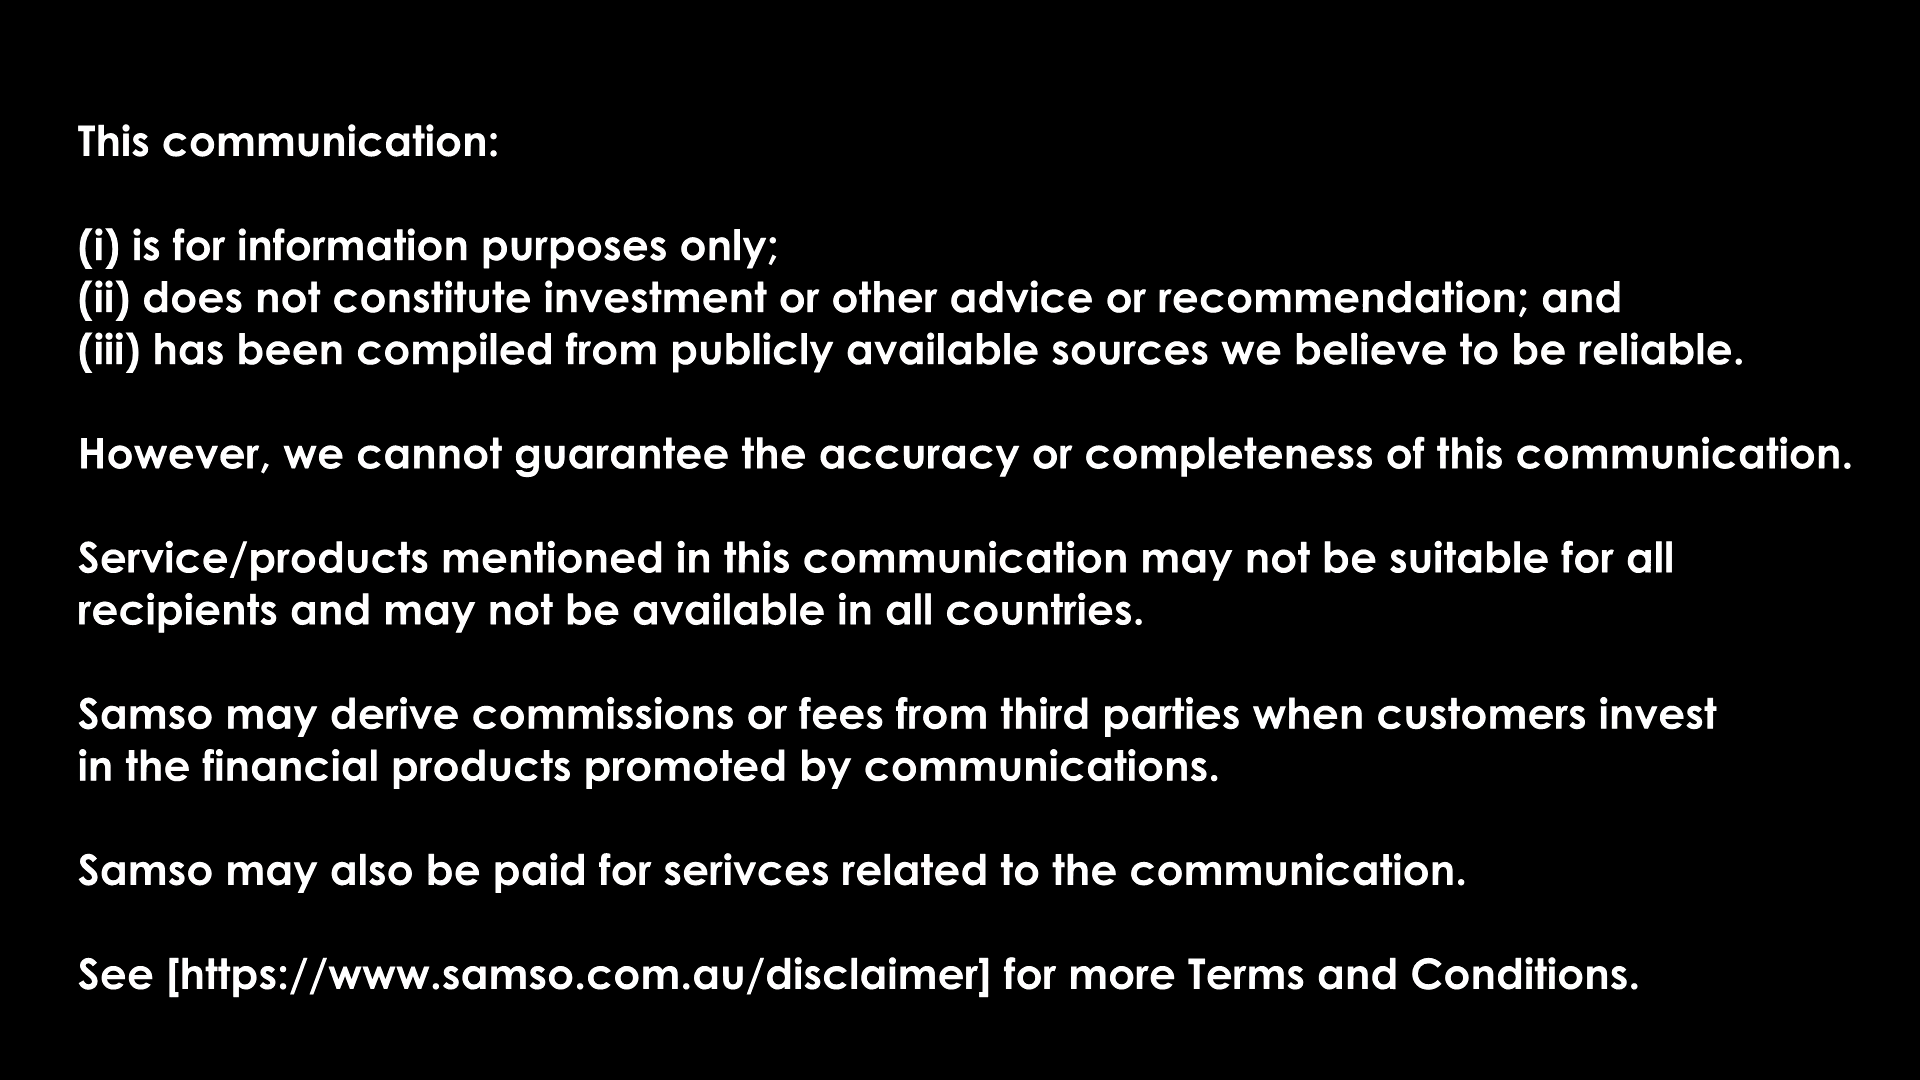 This communication:
(i) is for information purposes only;
(ii) does not constitute investment or other advice or recommendation; and
(iii) has been compiled from publicly available sources we believe to be reliable.
However, we cannot guarantee the accuracy or completeness of this communication.
Service/products mentioned in this communication may not be suitable for all
recipients and may not be available in all countries.
Samso may derive commissions or fees from third parties when customers invest
in the financial products promoted by communications.
Samso may also be paid for serivces related to the communication.
See [https://www.samso.com.au/disclaimer] for more Terms and Conditions.